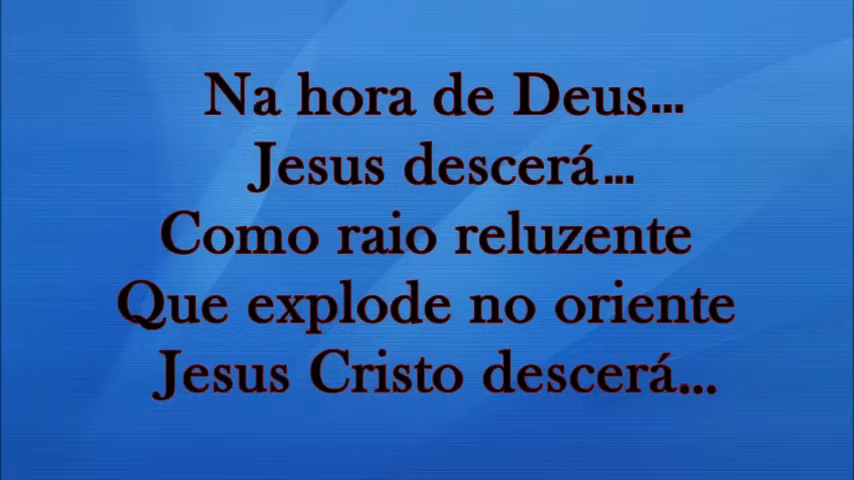 Na hora de Deus...
Jesus descerá...
Como raio reluzente
Que explode no oriente
Jesus Cristo descerá...